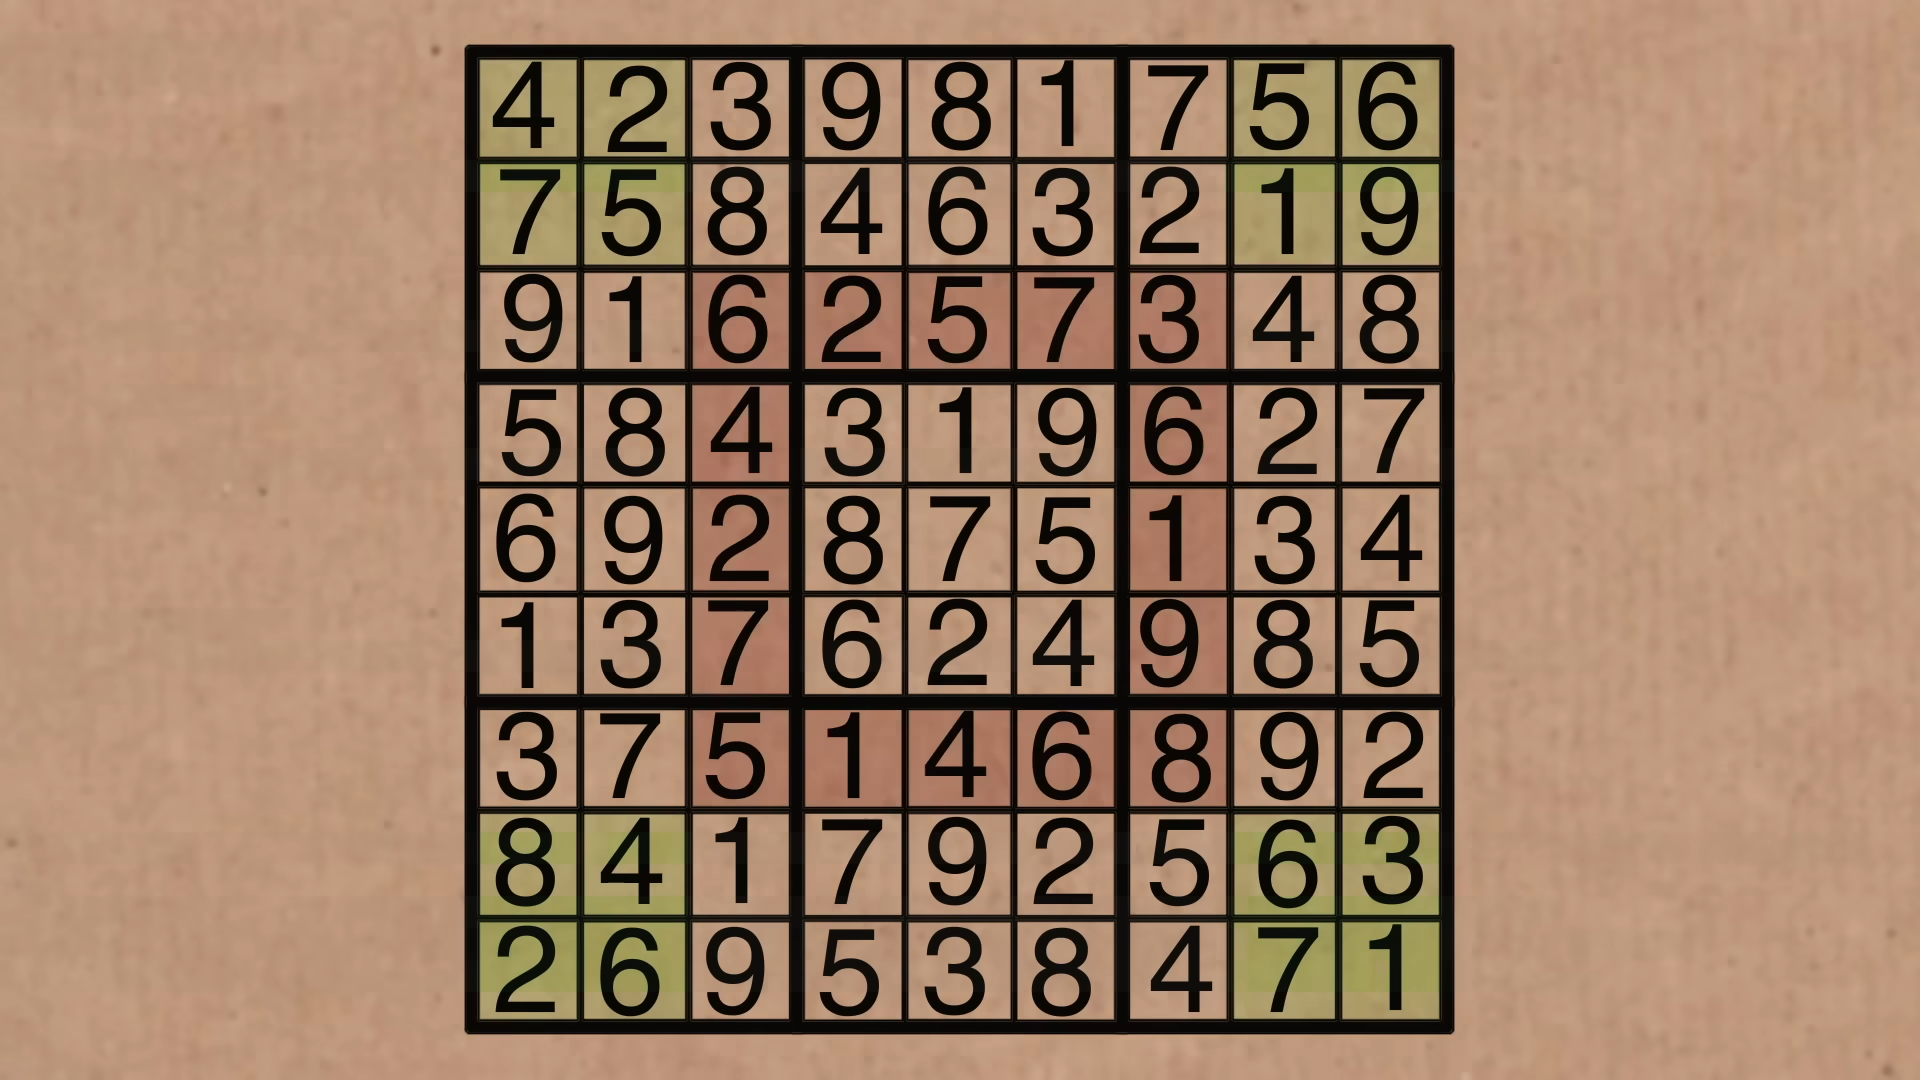 4 2 3 9 8 1 7 5 6
7 5 8 4 6 3 2 1 9
9 1 6 2 5 7 3 4 8
5 8 4 3 1 9 6 2 7
6 9 2 8 7 5 1 3 4
1 3 7 6 2 4 9 8 5
3 7 5 1 4 6 8 9 2
8 4 1 7 9 2 5 6 3
2 6 9 5 3 8 4 7 1